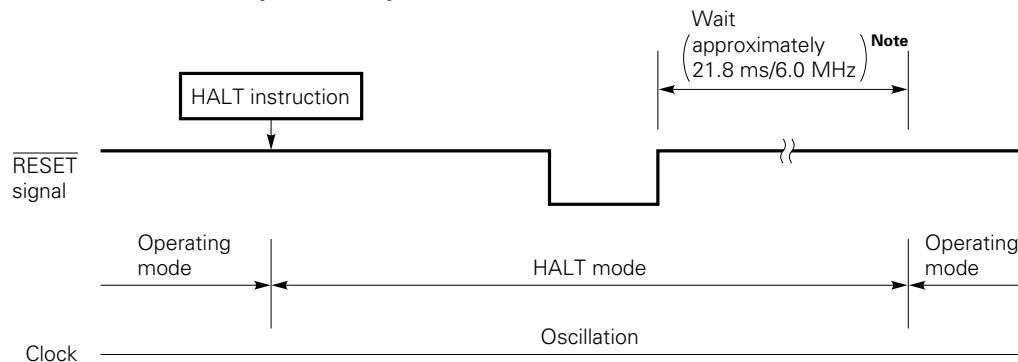 Wait
approximately
21.8 ms/6.0 MHz
Note
HALT instruction
RESET
signal
Operating
mode
HALT mode
Operating
mode
Oscillation
Clock